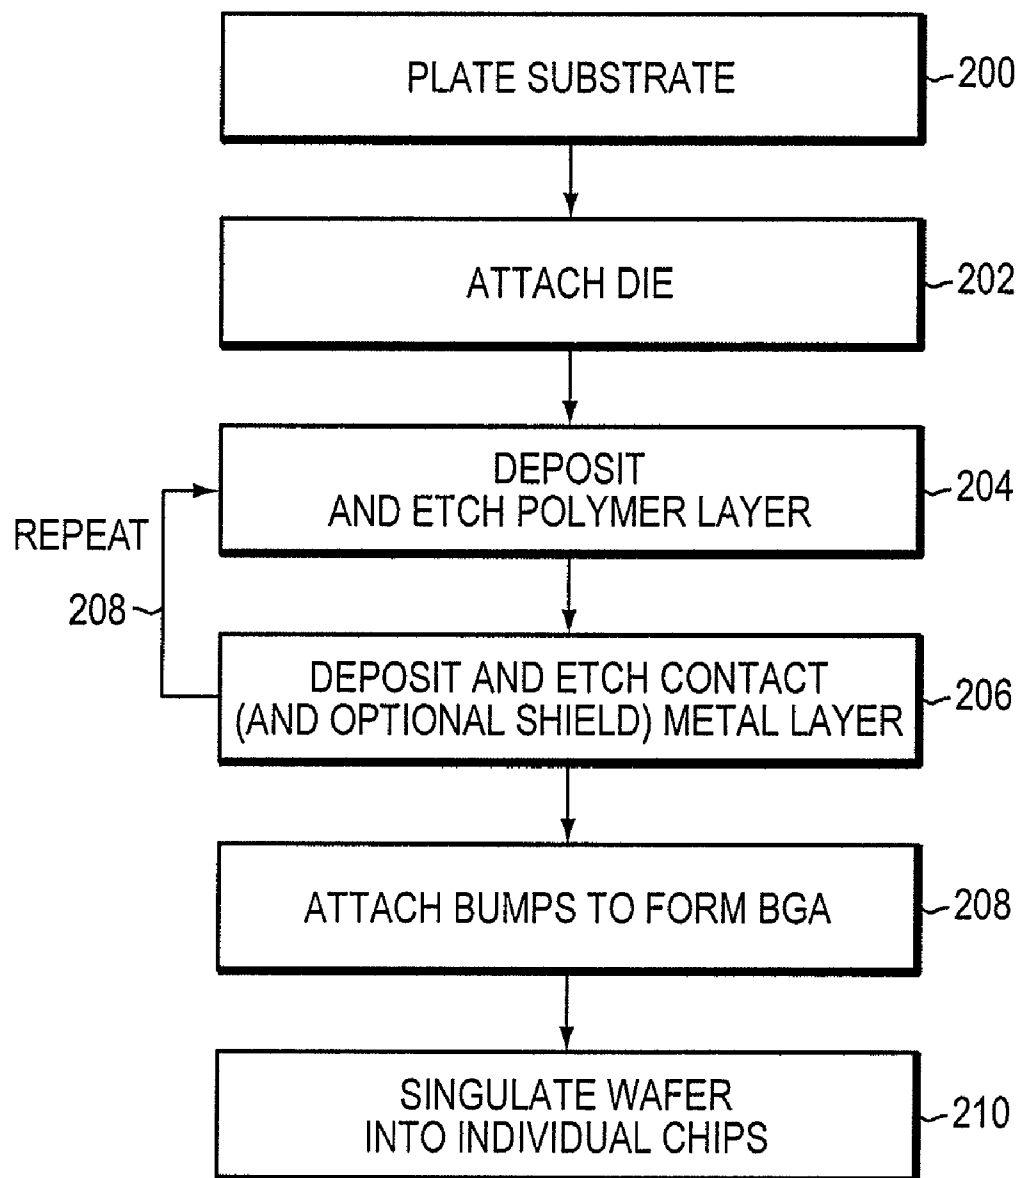 PLATE SUBSTRATE
200
ATTACH DIE
202
DEPOSIT
AND ETCH POLYMER LAYER
204
REPEAT
208
DEPOSIT AND ETCH CONTACT
(AND OPTIONAL SHIELD) METAL LAYER
206
ATTACH BUMPS TO FORM BGA
208
SINGULATE WAFER
INTO INDIVIDUAL CHIPS
210